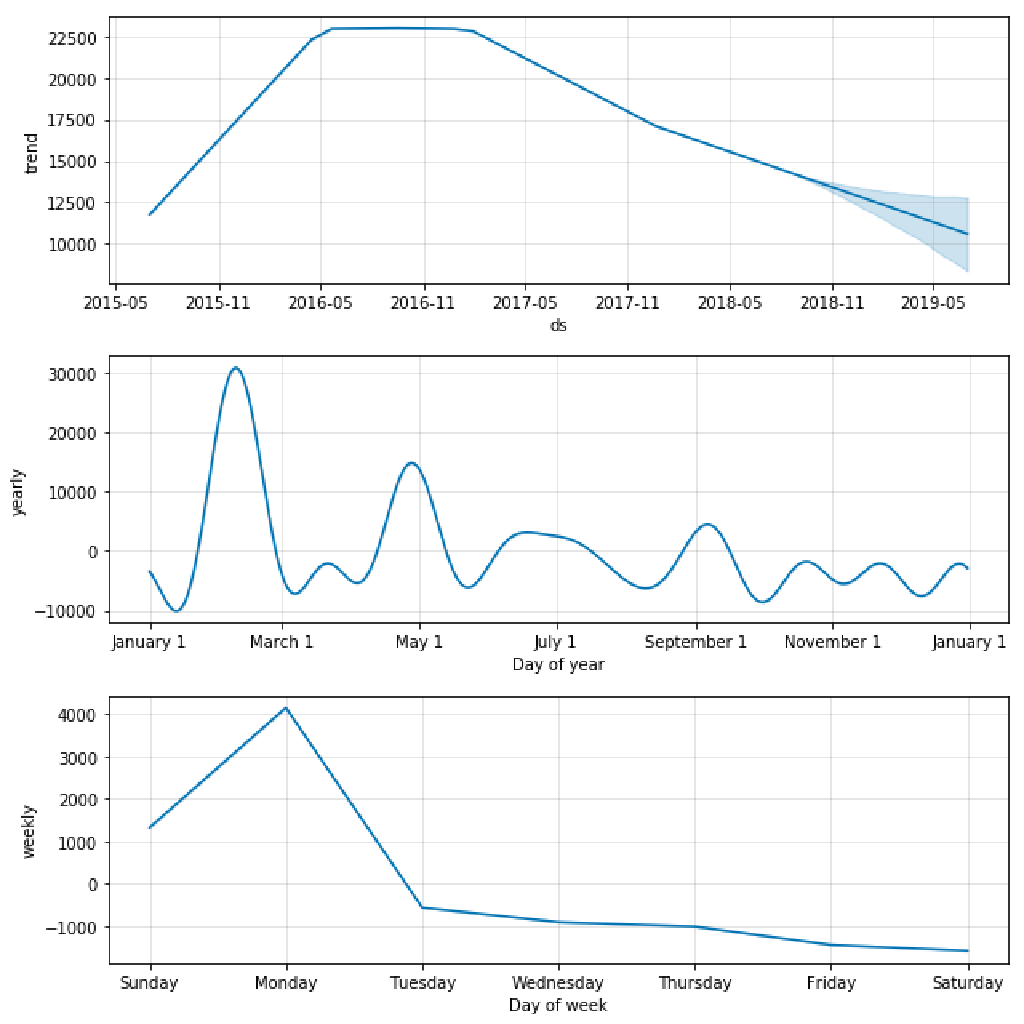 22500
20000
17500
15000
12500
10000
trend
2015-05 2015-11 2016-05 2016-11 2017-05 2017-11 2018-05 2018-11 2019-05
ds
30000
20000
10000
0
−10000
yearly
January 1 March 1 May 1 July 1 September 1 November 1 January 1
Day of year
4000
3000
2000
1000
0
−1000
weekly
Sunday Monday Tuesday Wednesday Thursday Friday Saturday
Day of week